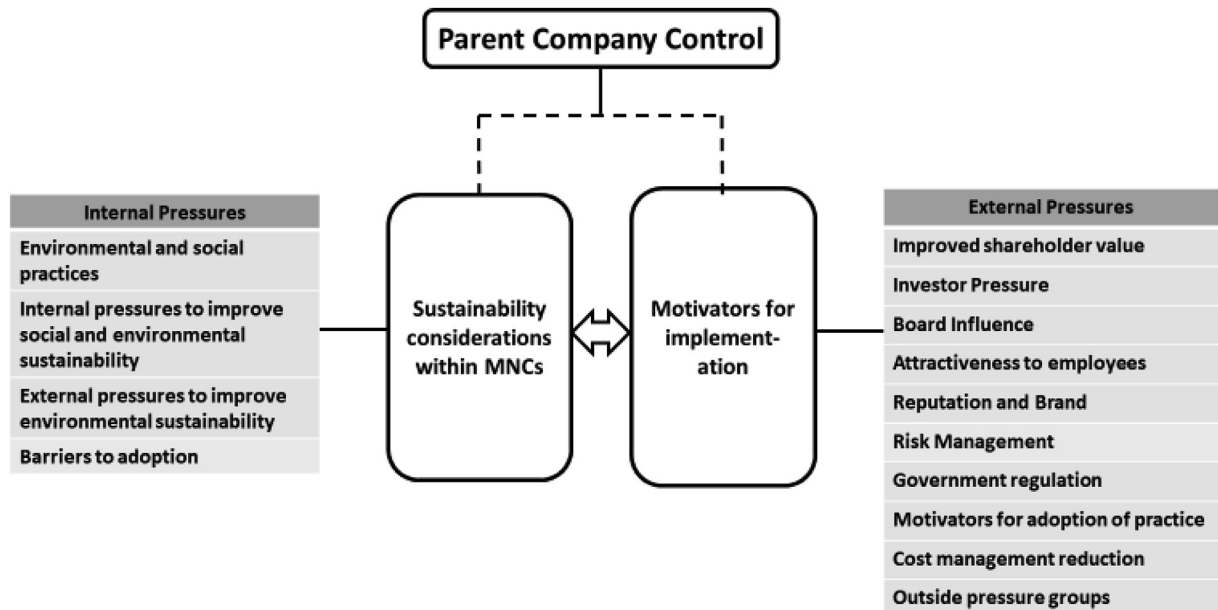 Parent Company Control
Internal Pressures
Environmental and social
practices
Internal pressures to improve
social and environmental
sustainability
External pressures to improve
environmental sustainability
Barriers to adoption
Sustainability
considerations
within MNCs
Motivators for
implement-
ation
External Pressures
Improved shareholder value
Investor Pressure
Board Influence
Attractiveness to employees
Reputation and Brand
Risk Management
Government regulation
Motivators for adoption of practice
Cost management reduction
Outside pressure groups